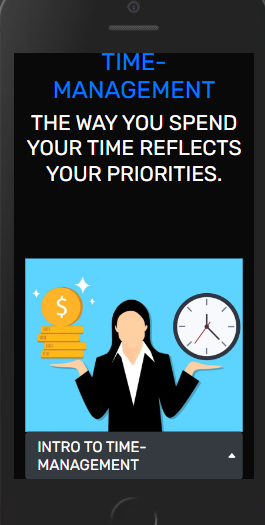 TIME-
MANAGEMENT
THE WAY YOU SPEND
YOUR TIME REFLECTS
YOUR PRIORITIES.
$
INTRO TO TIME-
MANAGEMENT